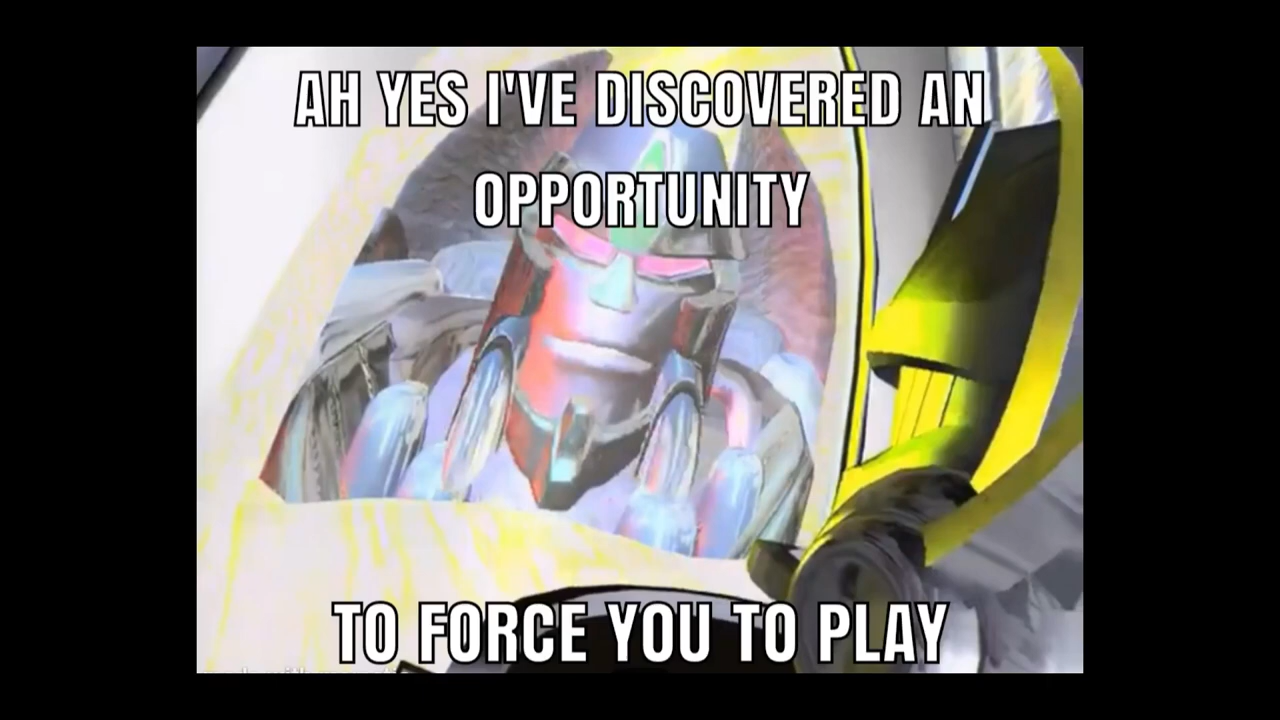 AH YES I'VE DISCOVERED AN
OPPORTUNITY
TO FORCE YOU TO PLAY